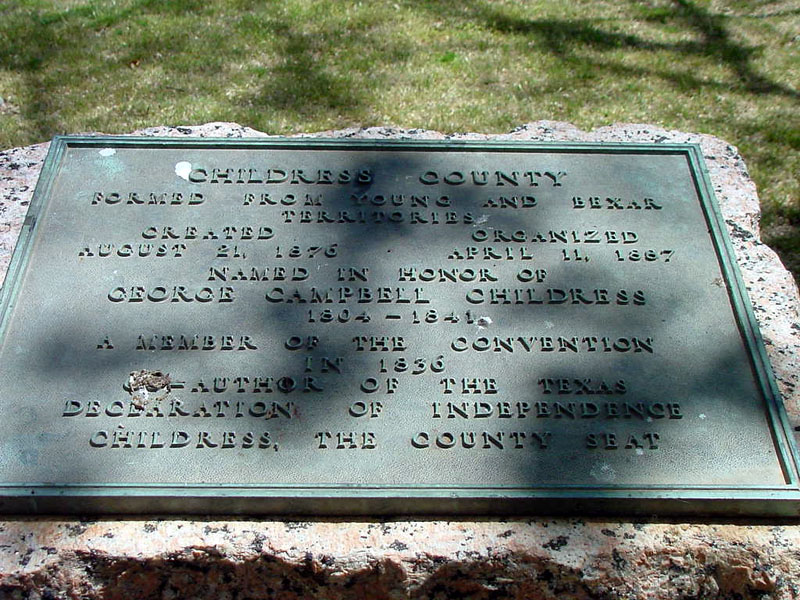 CHILDRESS COUNTY
FORMED FROM YOUNG AND BEXAR
TERRITORIES
CREATED ORGANIZED
AUGUST 21, 1876 APRIL 11, 1887
NAMED IN HONOR OF
GEORGE CAMPBELL CHILDRESS
1804 - 1841
A MEMBER OF THE CONVENTION
IN 1836
CO-AUTHOR OF THE TEXAS
DECLARATION OF INDEPENDENCE
CHILDRESS, THE COUNTY SEAT